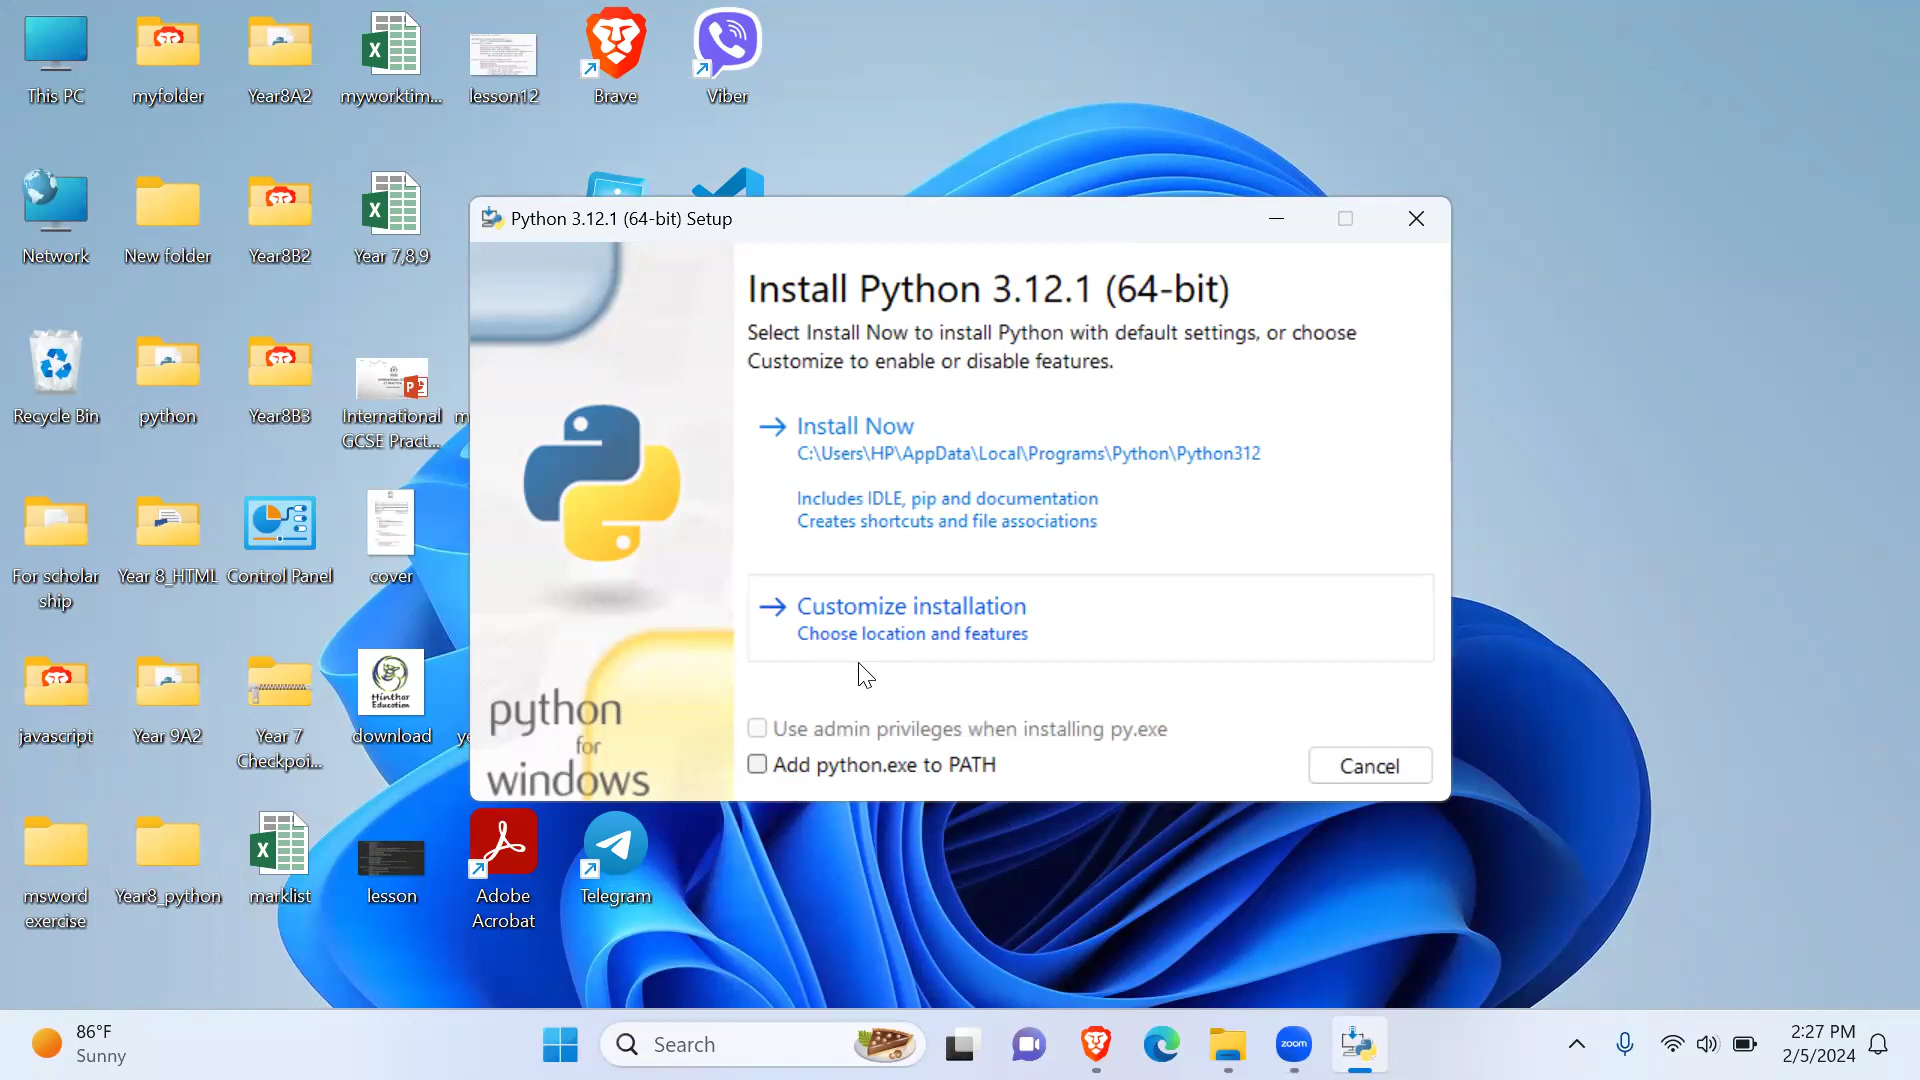 This PC
myfolder
Year8A2
myworktim...
lesson12
Brave
Viber
Network
New folder
Year8B2
Year 7,8,9
Recycle Bin
python
Year8B3
International
GCSE Pract...
m
For scholar
ship
Year 8_HTML
Control Panel
cover
javascript
Year 9A2
Year 7
Checkpoi...
Hinthar
Education
download
ye
msword
exercise
Year8_python
marklist
lesson
Adobe
Acrobat
Telegram
Python 3.12.1 (64-bit) Setup
Install Python 3.12.1 (64-bit)
Select Install Now to install Python with default settings, or choose
Customize to enable or disable features.
Install Now
C:\Users\HP\AppData\Local\Programs\Python\Python312
Includes IDLE, pip and documentation
Creates shortcuts and file associations
Customize installation
Choose location and features
Use admin privileges when installing py.exe
Add python.exe to PATH
Cancel
python
for
windows
86°F
Sunny
Search
zoom
2:27 PM
2/5/2024